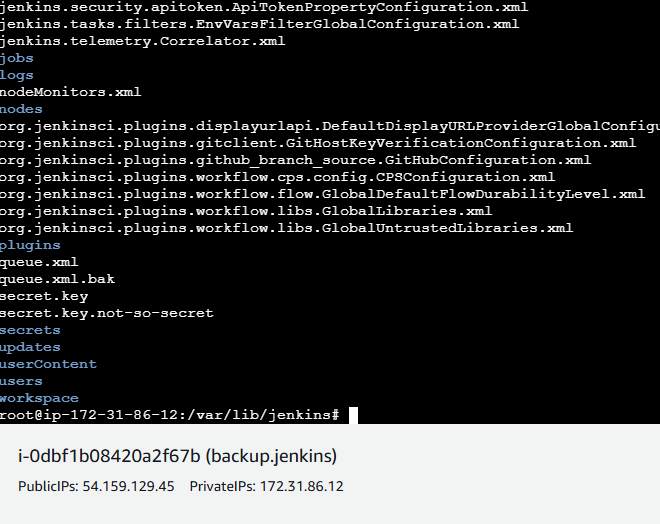 jenkins.security.apitoken.ApiTokenPropertyConfiguration.xml
jenkins.tasks.filters.EnvVarsFilterGlobalConfiguration.xml
jenkins.telemetry.Correlator.xml
jobs
logs
nodeMonitors.xml
nodes
org.jenkinsci.plugins.displayurlapi.DefaultDisplayURLProviderGlobalConfigu
org.jenkinsci.plugins.gitclient.GitHostKeyVerificationConfiguration.xml
org.jenkinsci.plugins.github_branch_source.GitHubConfiguration.xml
org.jenkinsci.plugins.workflow.cps.config.CPSConfiguration.xml
org.jenkinsci.plugins.workflow.flow.GlobalDefaultFlowDurabilityLevel.xml
org.jenkinsci.plugins.workflow.libs.GlobalLibraries.xml
org.jenkinsci.plugins.workflow.libs.GlobalUntrustedLibraries.xml
plugins
queue.xml
queue.xml.bak
secret.key
secret.key.not-so-secret
secrets
updates
userContent
users
workspace
root@ip-172-31-86-12:/var/lib/jenkins#
i-0dbf1b08420a2f67b (backup.jenkins)
PublicIPs: 54.159.129.45 PrivateIPs: 172.31.86.12